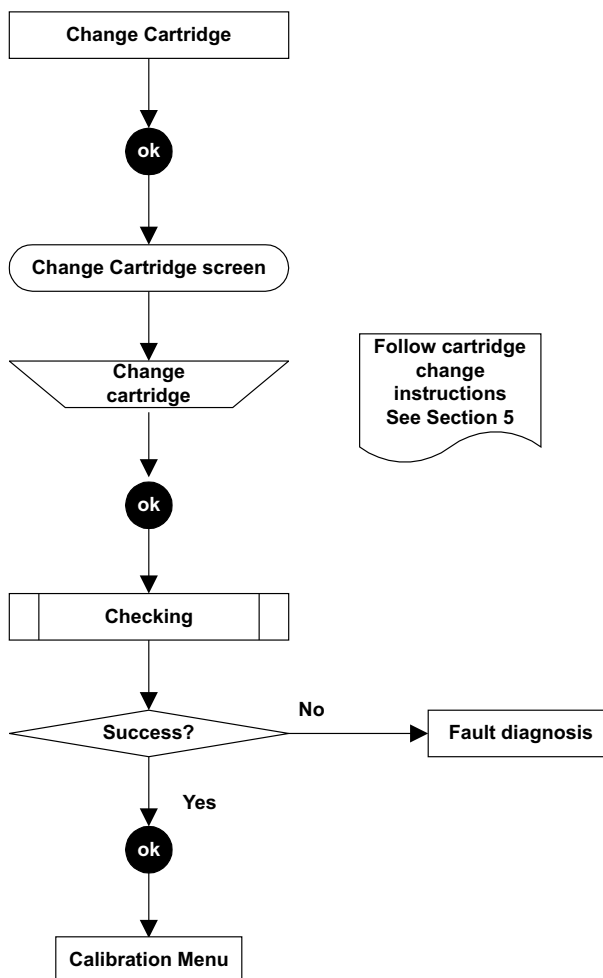 Change Cartridge
ok
Change Cartridge screen
Change
cartridge
Follow cartridge
change
instructions
See Section 5
ok
Checking
Success?
No
Fault diagnosis
Yes
ok
Calibration Menu